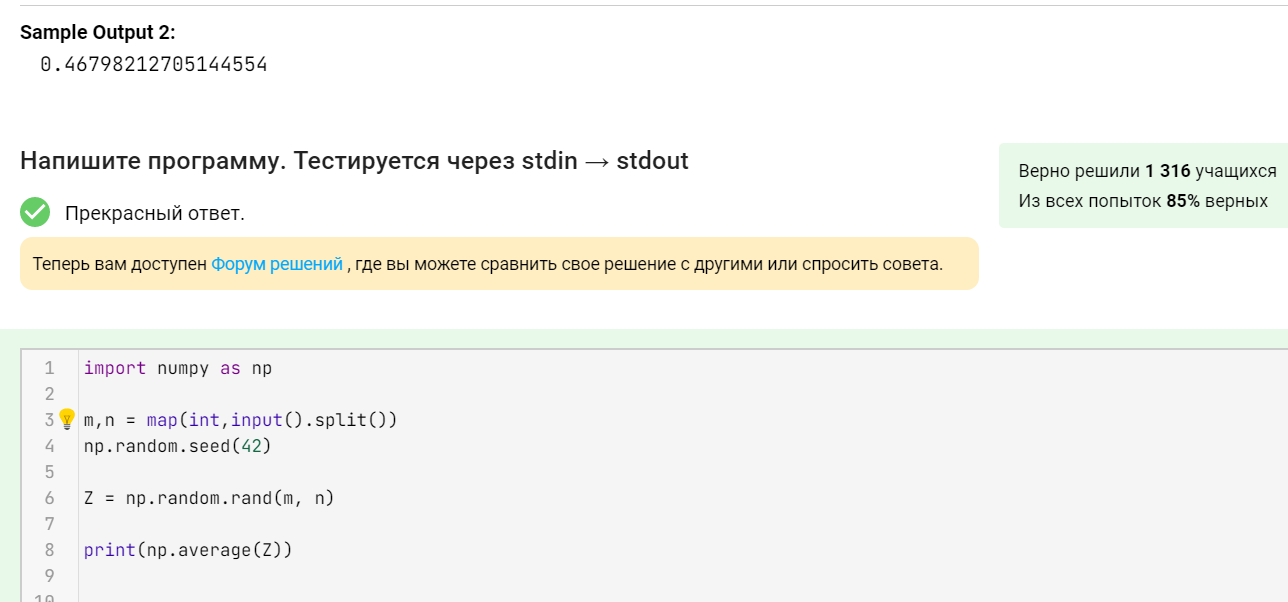 Sample Output 2:
0.46798212705144554
Напишите программу. Тестируется через stdin → stdout
Верно решили 1 316 учащихся
Из всех попыток 85% верных
Прекрасный ответ.
Теперь вам доступен Форум решений , где вы можете сравнить свое решение с другими или спросить совета.
1 import numpy as np
2
3 m,n = map(int,input().split())
4 np.random.seed(42)
5
6 Z = np.random.rand(m, n)
7
8 print(np.average(Z))
9
10